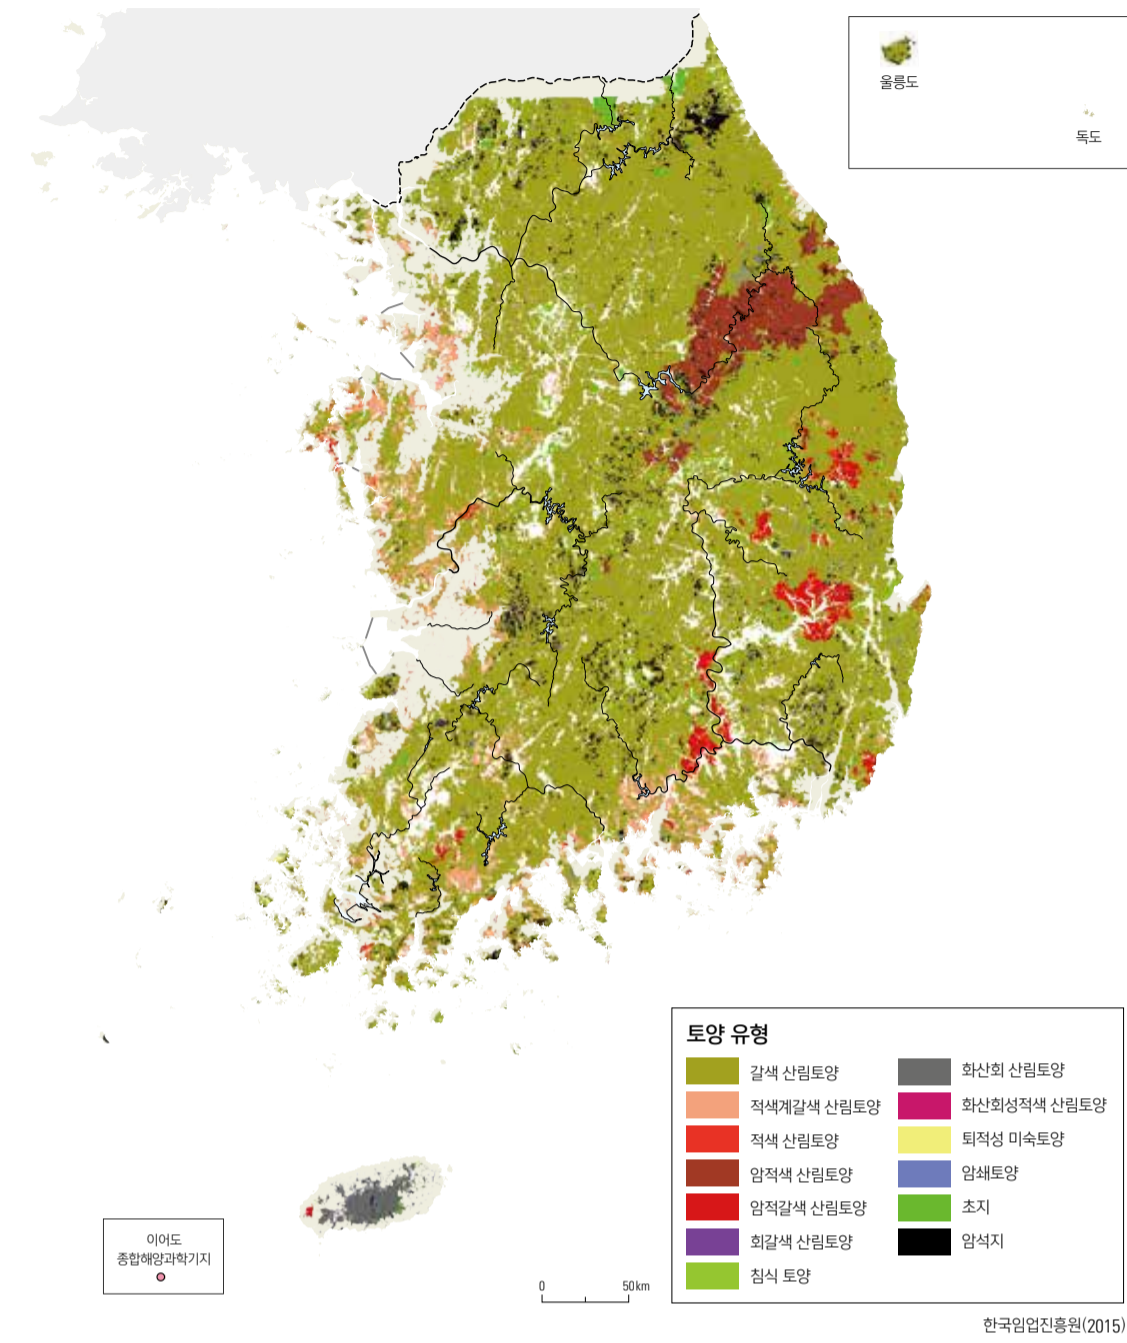 울릉도
독도
토양 유형
갈색 산림토양
적색계갈색 산림토양
적색 산림토양
암적색 산림토양
암적갈색 산림토양
회갈색 산림토양
침식 토양
화산회 산림토양
화산회성적색 산림토양
퇴적성 미숙토양
암쇄토양
초지
암석지
이어도
종합해양과학기지
0 50km
한국임업진흥원(2015)